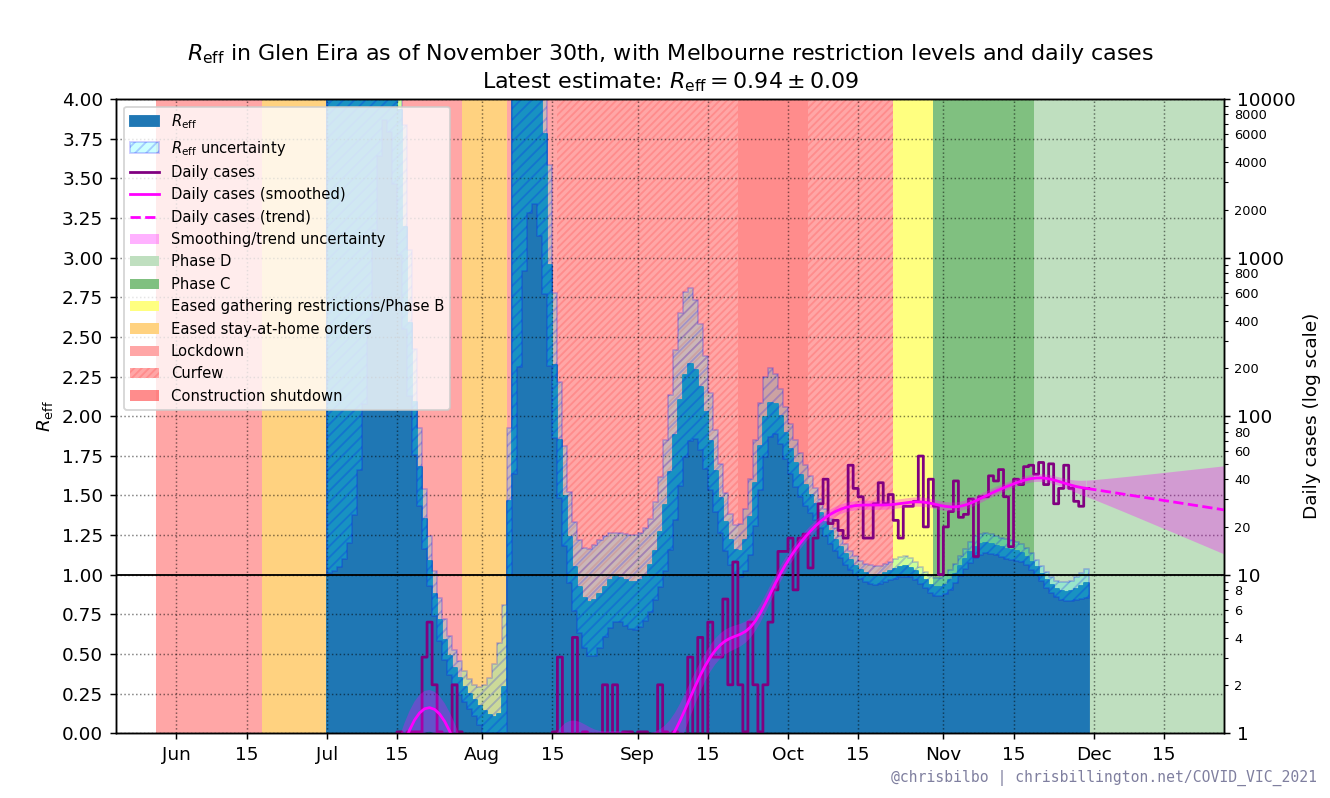 Reff in Glen Eira as of November 30th, with Melbourne restriction levels and daily cases
Latest estimate: Reff = 0.94 ± 0.09
Reff
Reff uncertainty
Daily cases
Daily cases (smoothed)
Daily cases (trend)
Smoothing/trend uncertainty
Phase D
Phase C
Eased gathering restrictions/Phase B
Eased stay-at-home orders
Lockdown
Curfew
Construction shutdown
Reff
4.00
3.75
3.50
3.25
3.00
2.75
2.50
2.25
2.00
1.75
1.50
1.25
1.00
0.75
0.50
0.25
0.00
Jun 15 Jul 15 Aug 15 Sep 15 Oct 15 Nov 15 Dec 15
10000
8000
6000
4000
2000
1000
800
600
400
200
100
80
60
40
20
10
8
6
4
2
1
Daily cases (log scale)
@chrisbilbo | chrisbillington.net/COVID_VIC_2021